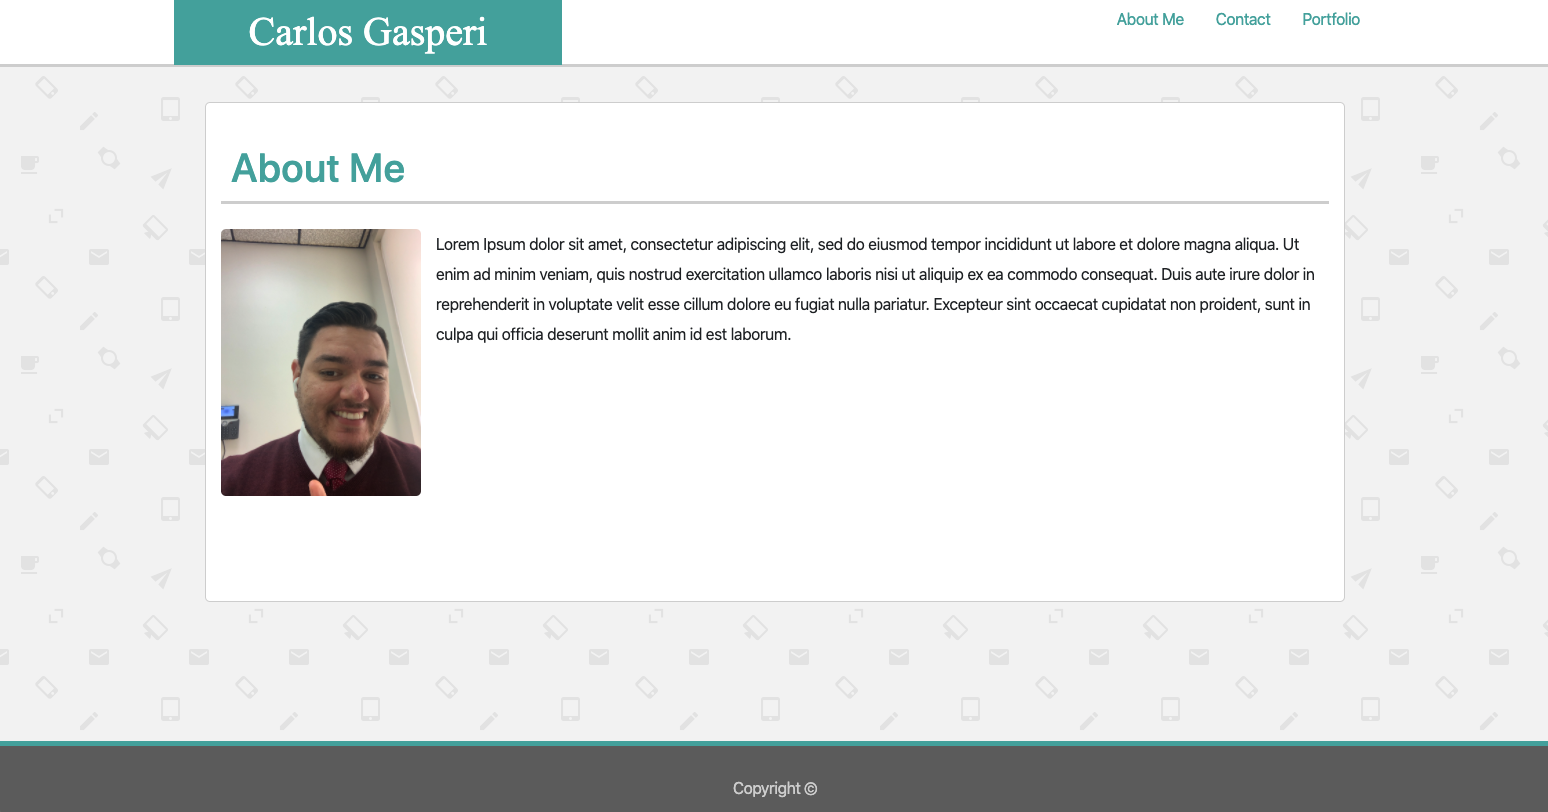 Carlos Gasperi
About Me Contact Portfolio
About Me
Lorem Ipsum dolor sit amet, consectetur adipiscing elit, sed do eiusmod tempor incididunt ut labore et dolore magna aliqua. Ut
enim ad minim veniam, quis nostrud exercitation ullamco laboris nisi ut aliquip ex ea commodo consequat. Duis aute irure dolor in
reprehenderit in voluptate velit esse cillum dolore eu fugiat nulla pariatur. Excepteur sint occaecat cupidatat non proident, sunt in
culpa qui officia deserunt mollit anim id est laborum.
Copyright ©